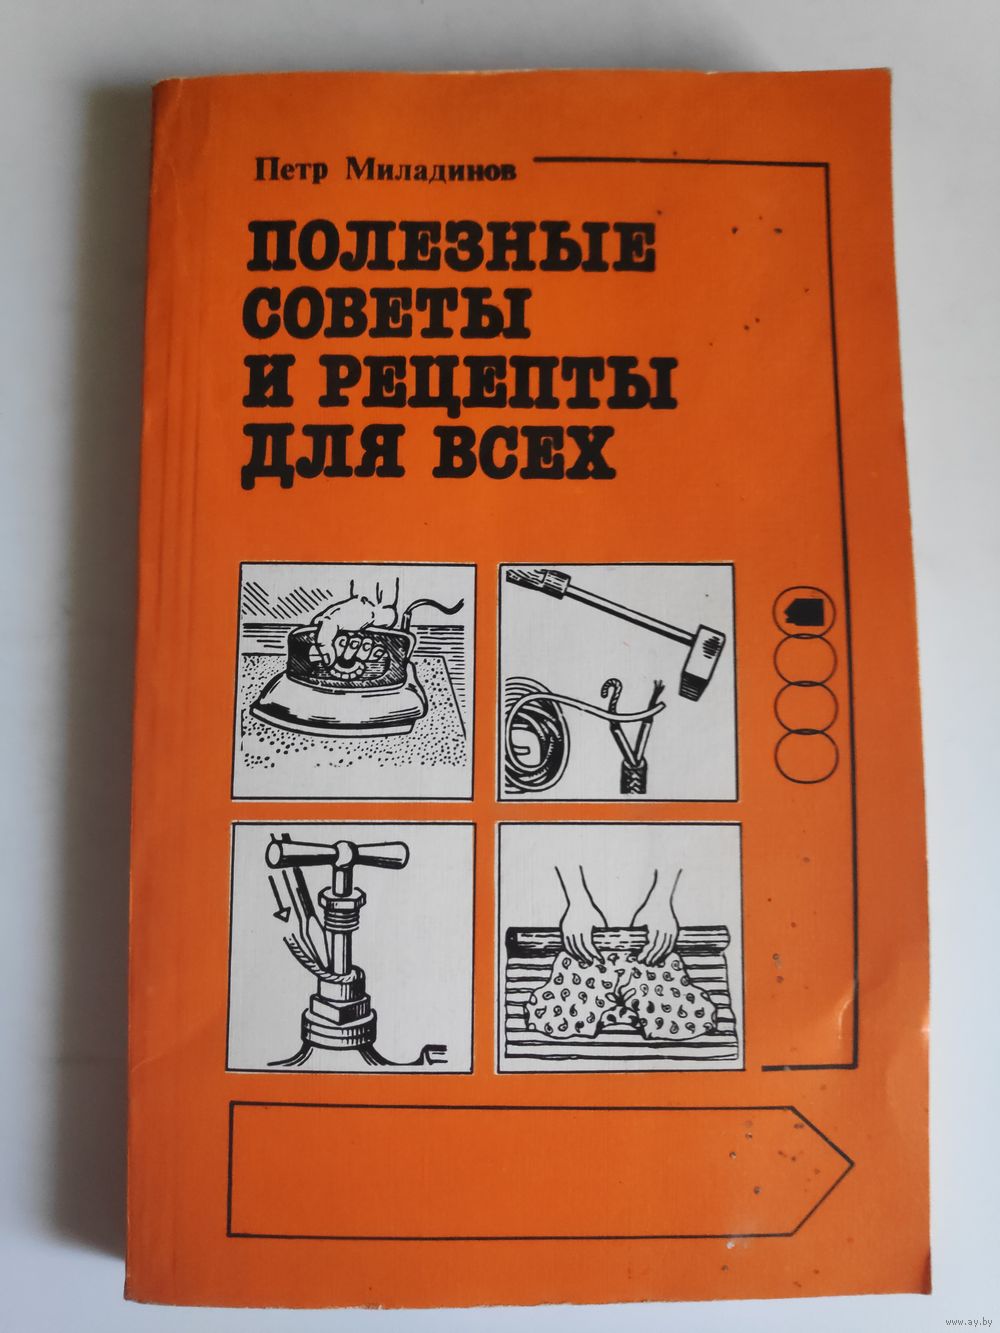 Петр Миладинов
ПОЛЕЗНЫЕ
СОВЕТЫ
И РЕЦЕПТЫ
ДЛЯ ВСЕХ
www.ay.by